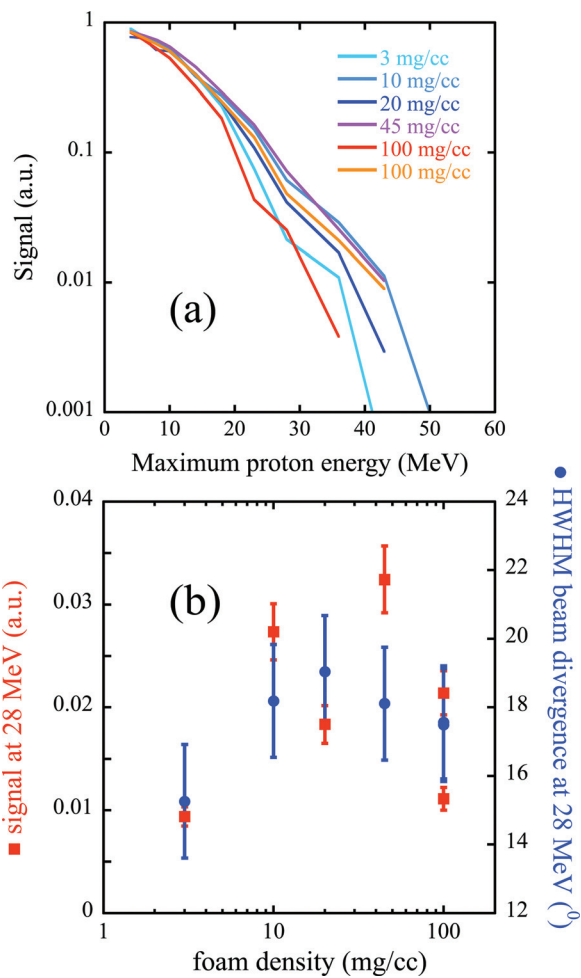 1
0.1
0.01
0.001
Signal (a.u.)
(a)
3 mg/cc
10 mg/cc
20 mg/cc
45 mg/cc
100 mg/cc
100 mg/cc
0 10 20 30 40 50 60
Maximum proton energy (MeV)
0.04
0.03
0.02
0.01
0
signal at 28 MeV (a.u.)
(b)
24
22
20
18
16
14
12
HWHM beam divergence at 28 MeV (⁰)
1 10 100
foam density (mg/cc)